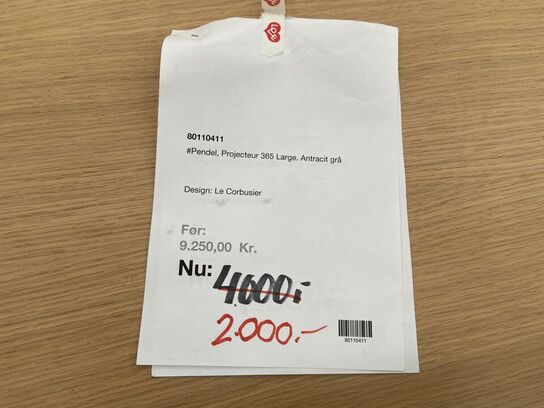 80110411
#Pendel, Projecteur 365 Large. Antracit grå
Design: Le Corbusier
Før:
9.250,00 Kr.
Nu: 4000,-
2.000.-
80110411